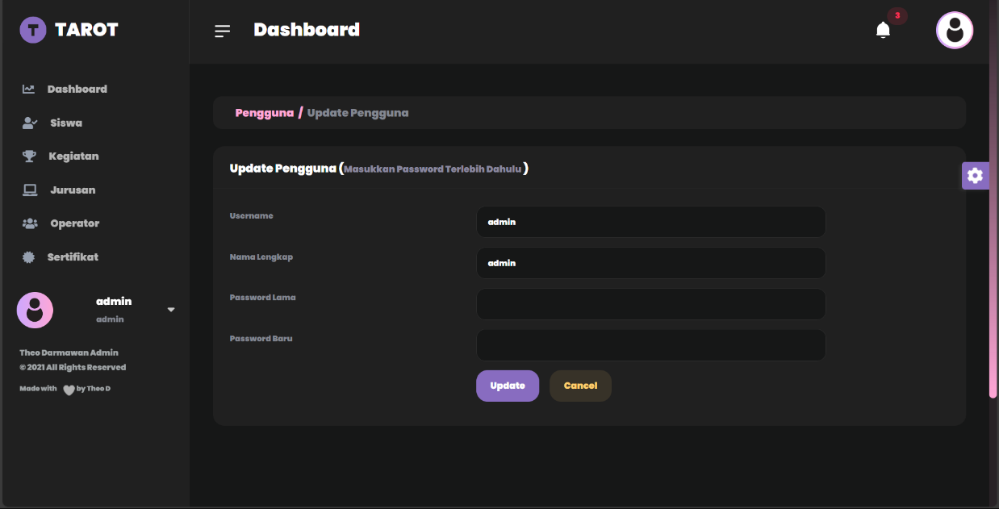 T TAROT
Dashboard
3
Dashboard
Siswa
Kegiatan
Jurusan
Operator
Sertifikat
admin
admin
Theo Darmawan Admin
© 2021 All Rights Reserved
Made with by Theo D
Pengguna / Update Pengguna
Update Pengguna (Masukkan Password Terlebih Dahulu )
Username admin
Nama Lengkap admin
Password Lama
Password Baru
Update Cancel